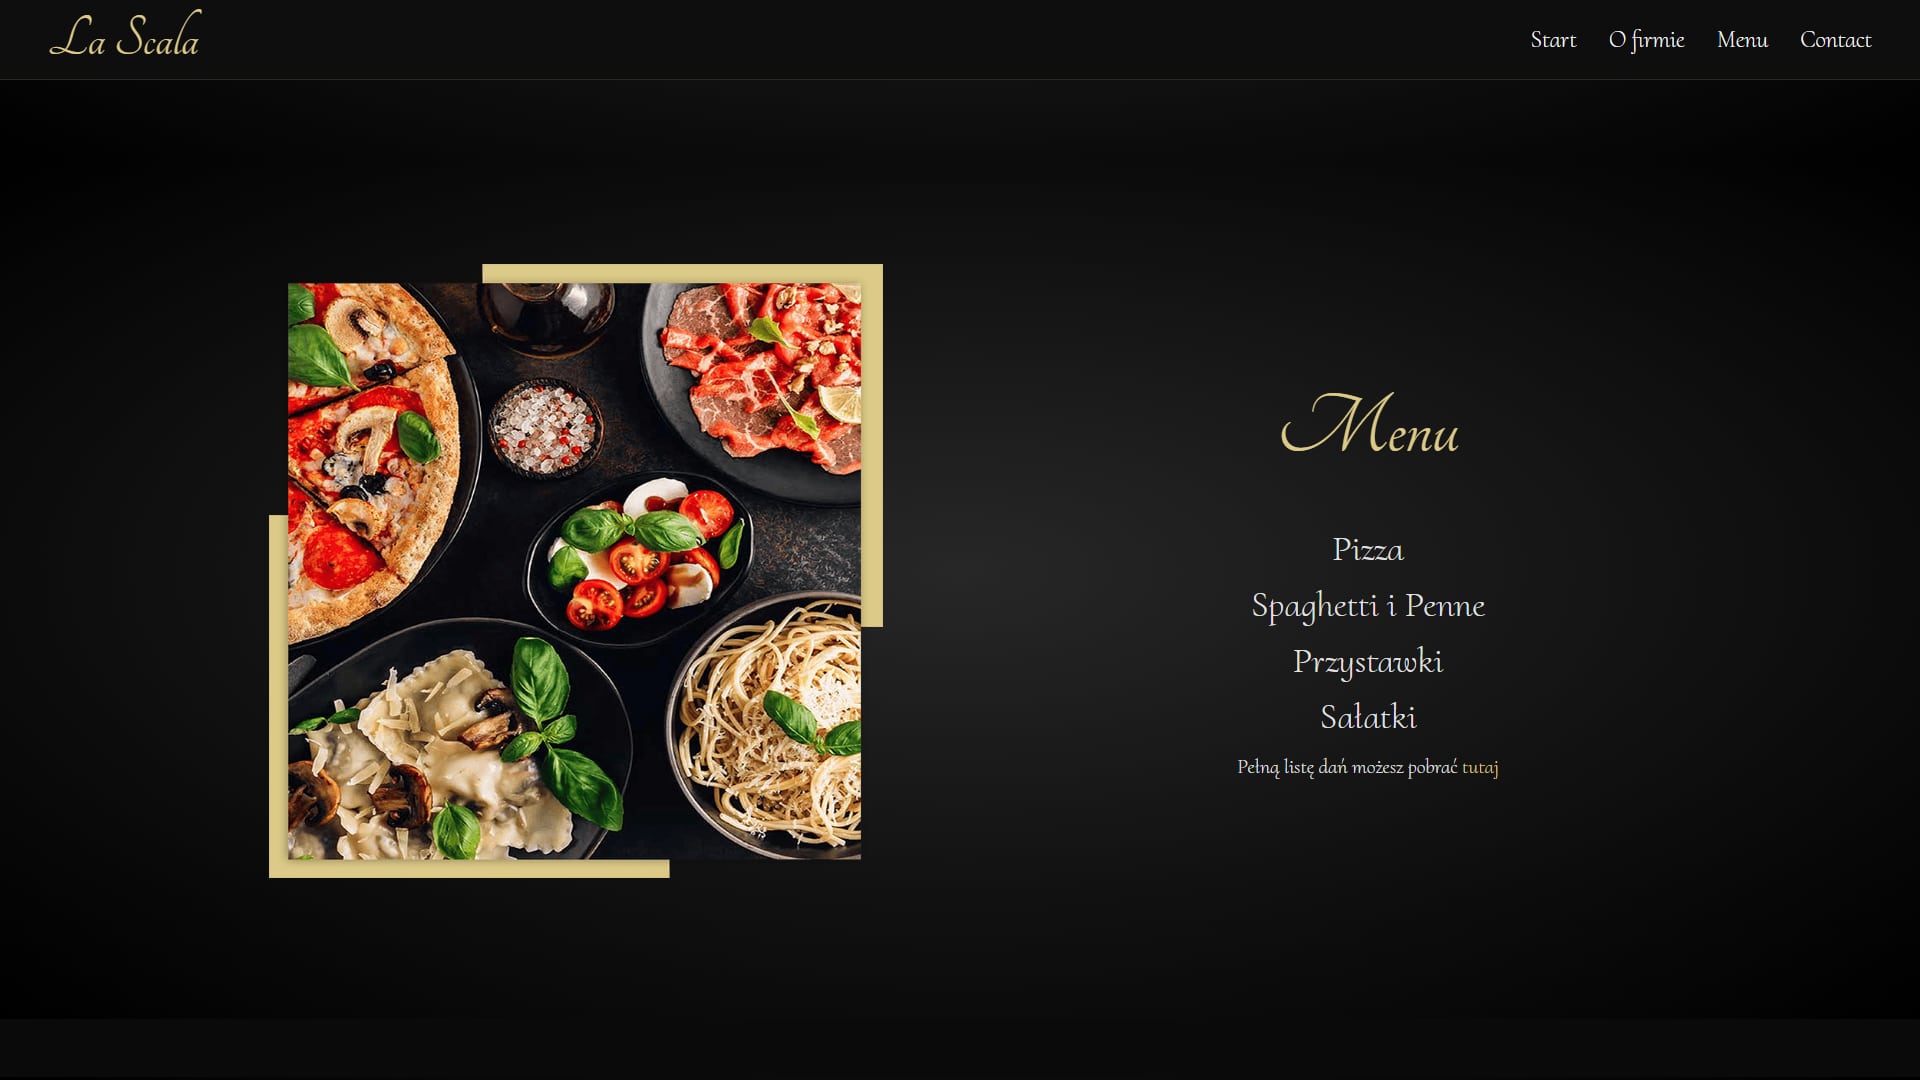 La Scala
Start
O firmie
Menu
Contact
Menu
Pizza
Spaghetti i Penne
Przystawki
Sałatki
Pełną listę dań możesz pobrać tutaj